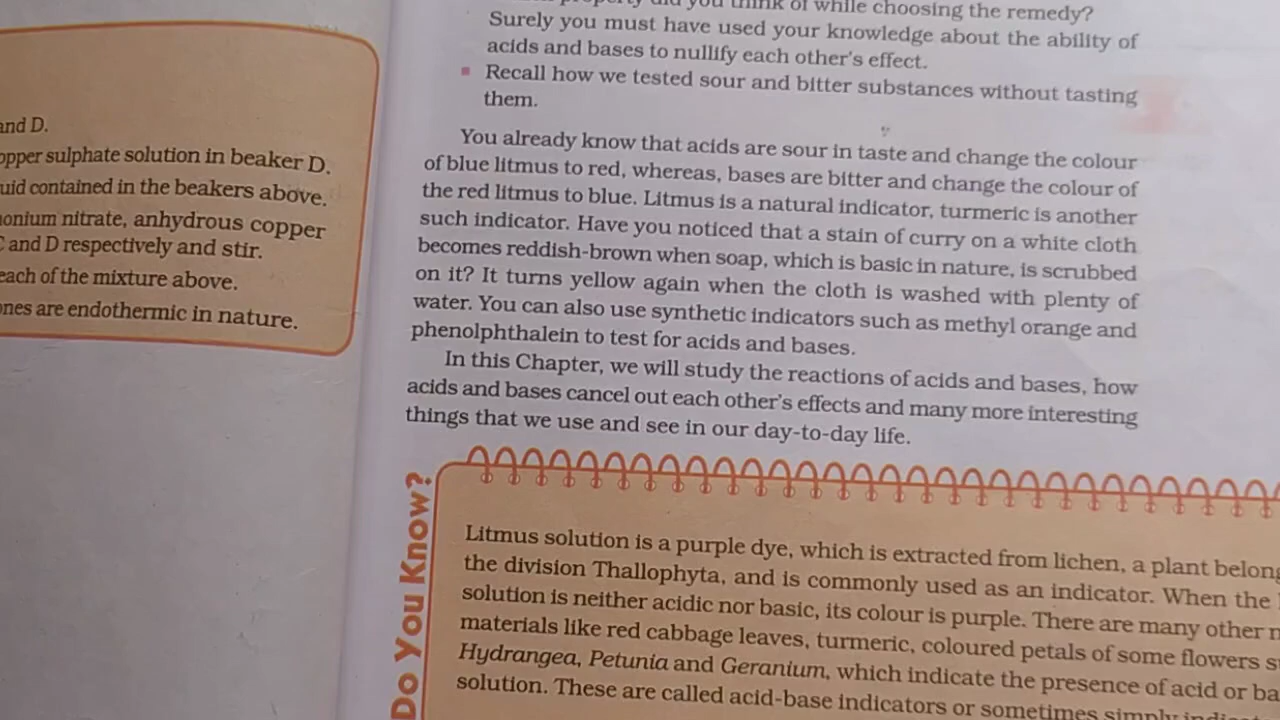 and D.
opper sulphate solution in beaker D.
uid contained in the beakers above.
onium nitrate, anhydrous copper
C and D respectively and stir.
each of the mixture above.
ones are endothermic in nature.
property did you think of while choosing the remedy?
Surely you must have used your knowledge about the ability of
acids and bases to nullify each other's effect.
Recall how we tested sour and bitter substances without tasting
them.
You already know that acids are sour in taste and change the colour
of blue litmus to red, whereas, bases are bitter and change the colour of
the red litmus to blue. Litmus is a natural indicator, turmeric is another
such indicator. Have you noticed that a stain of curry on a white cloth
becomes reddish-brown when soap, which is basic in nature, is scrubbed
on it? It turns yellow again when the cloth is washed with plenty of
water. You can also use synthetic indicators such as methyl orange and
phenolphthalein to test for acids and bases.
In this Chapter, we will study the reactions of acids and bases, how
acids and bases cancel out each other's effects and many more interesting
things that we use and see in our day-to-day life.
Do You Know?
Litmus solution is a purple dye, which is extracted from lichen, a plant belong
the division Thallophyta, and is commonly used as an indicator. When the
solution is neither acidic nor basic, its colour is purple. There are many other
materials like red cabbage leaves, turmeric, coloured petals of some flowers
Hydrangea, Petunia and Geranium, which indicate the presence of acid or ba
solution. These are called acid-base indicators or sometimes simply